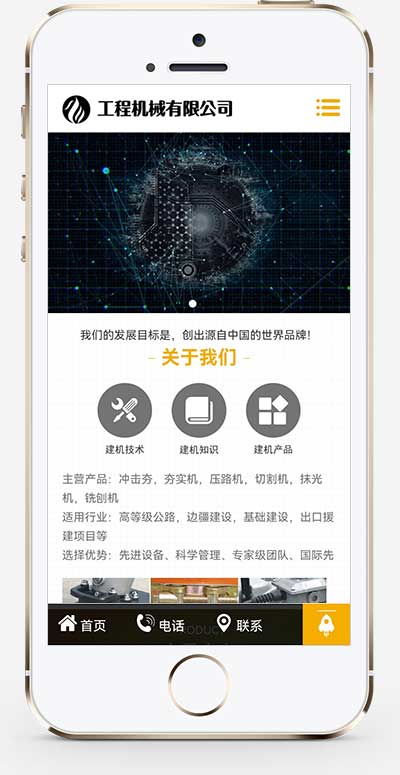 工程机械有限公司
我们的发展目标是，创出源自中国的世界品牌！
- 关于我们 -
建机技术 建机知识 建机产品
主营产品：冲击夯，夯实机，压路机，切割机，抹光
机，铣刨机
适用行业：高等级公路，边疆建设，基础建设，出口援
建项目等
选择优势：先进设备、科学管理、专家级团队、国际先
首页 电话 联系